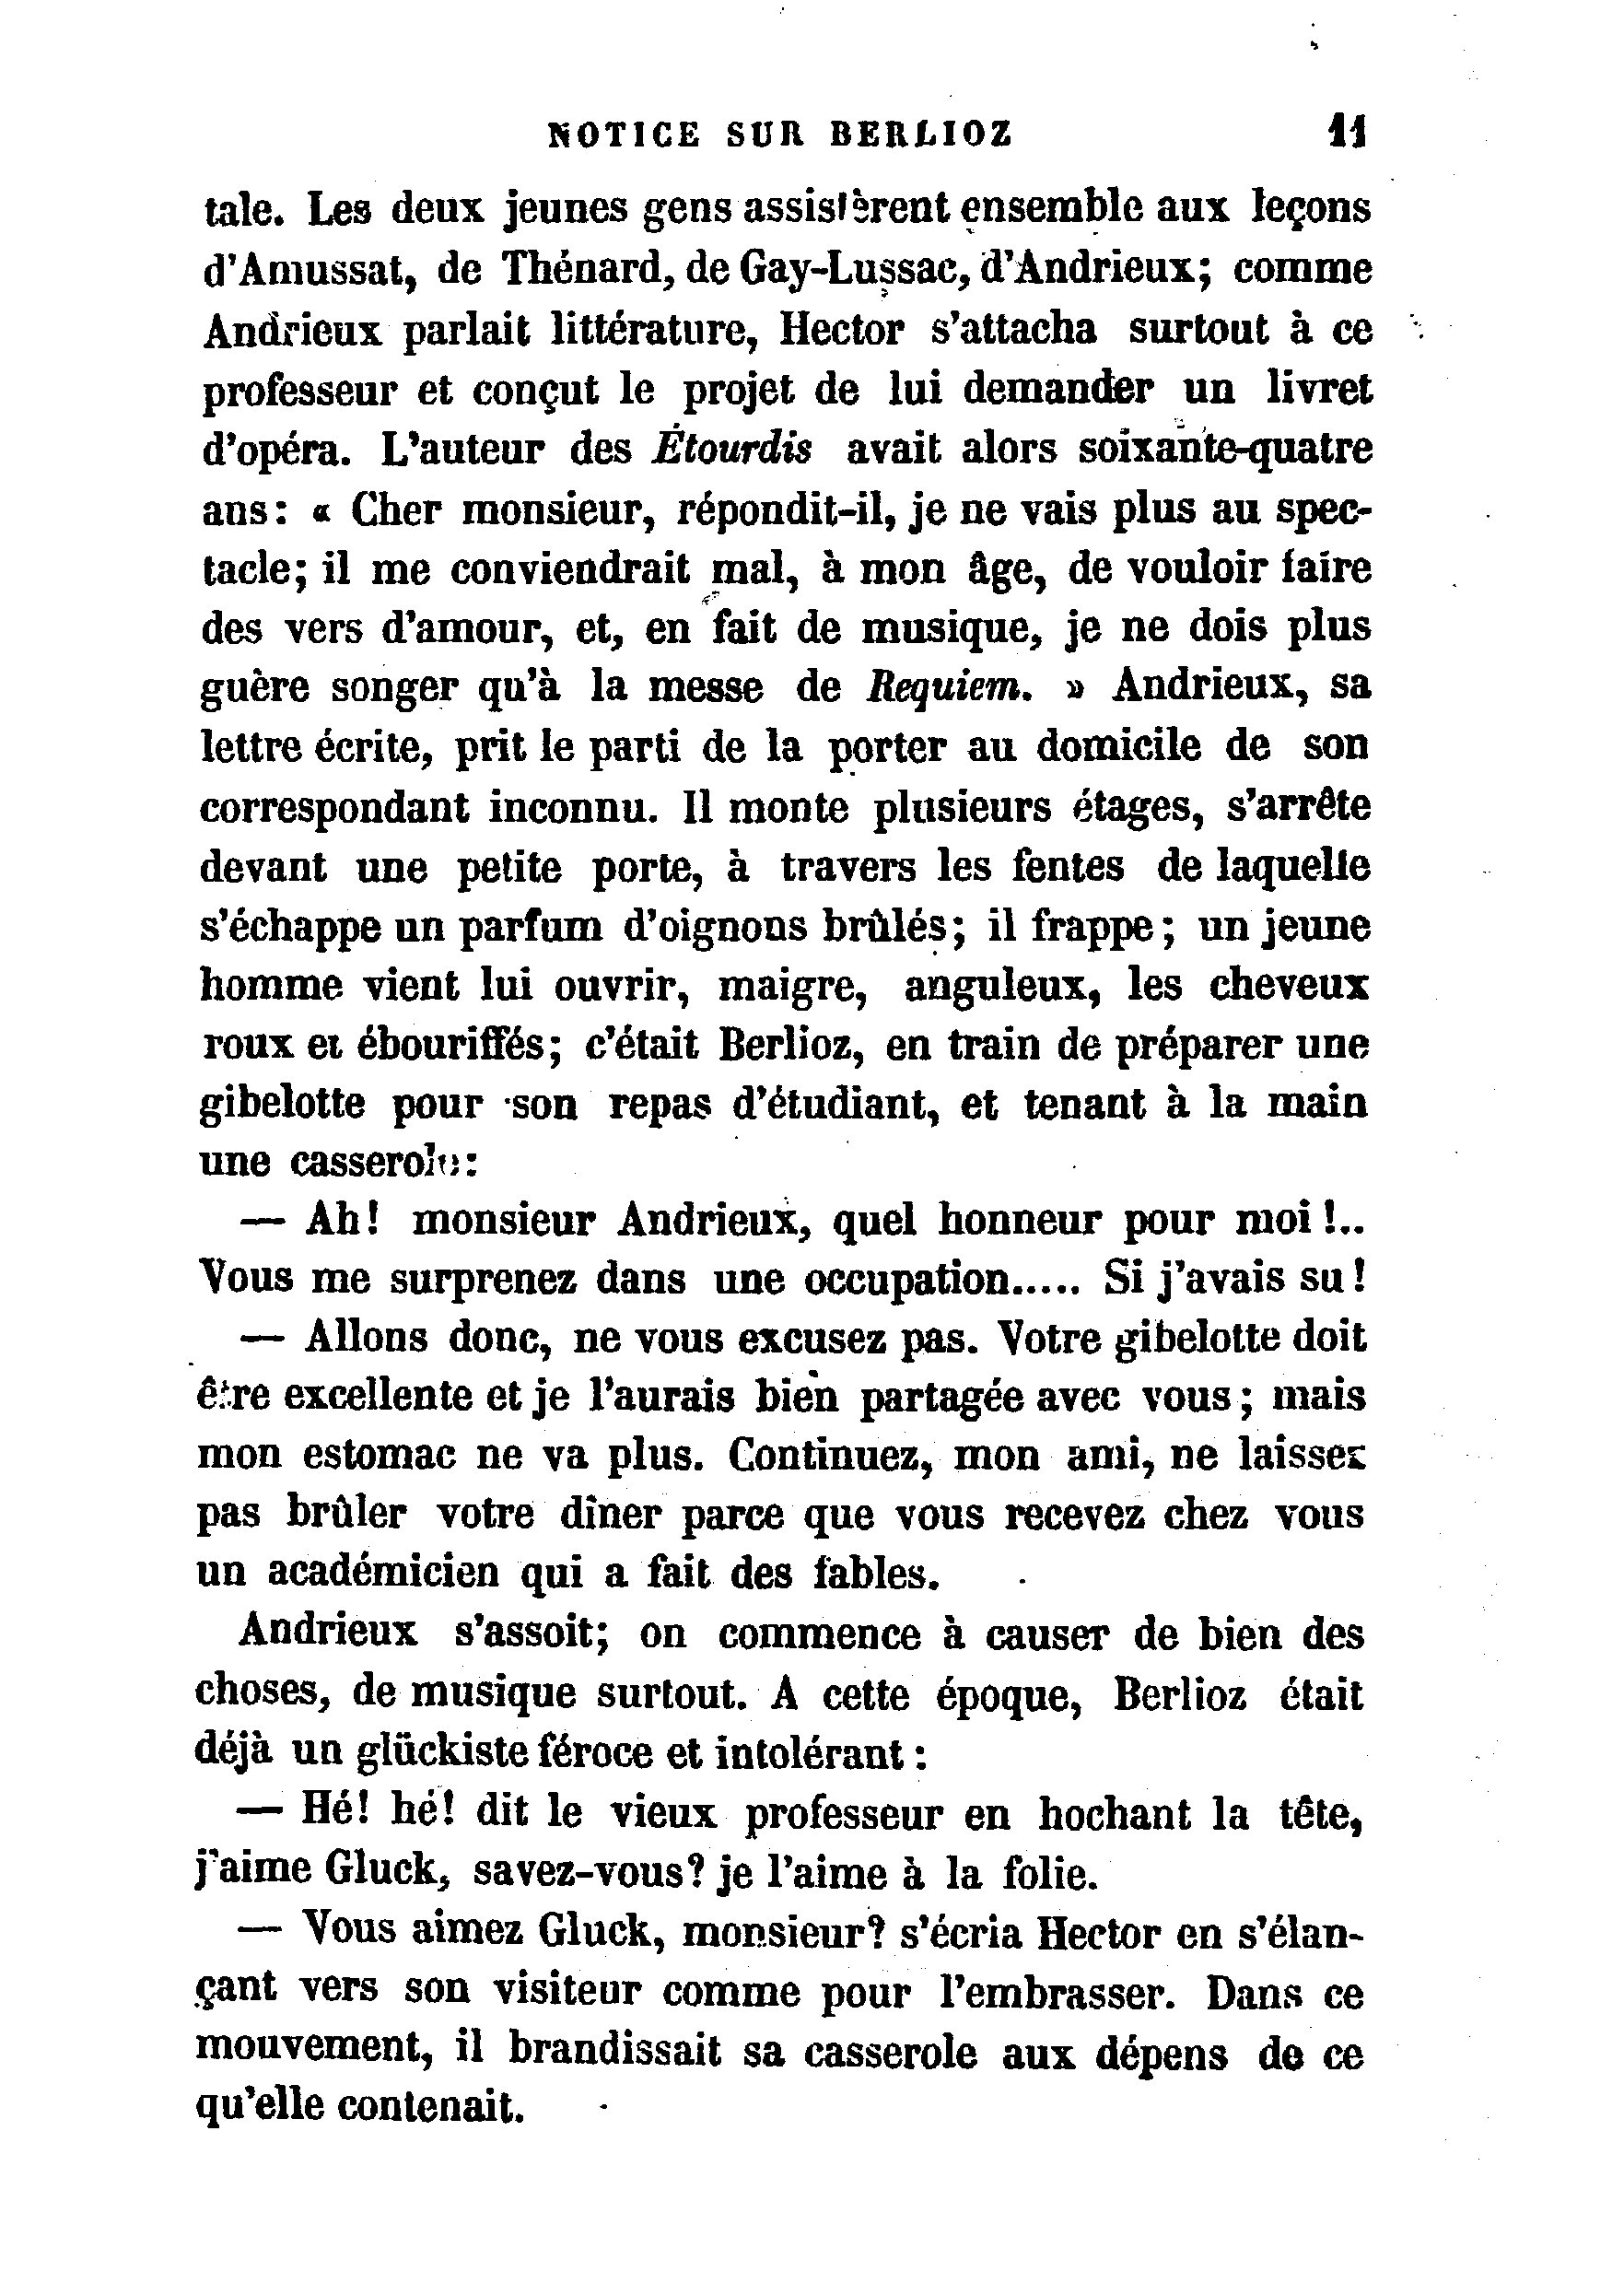 NOTICE SUR BERLIOZ 11
tale. Les deux jeunes gens assistèrent ensemble aux leçons
d'Amussat, de Thénard, de Gay-Lussac, d'Andrieux; comme
Andrieux parlait littérature, Hector s'attacha surtout à ce
professeur et conçut le projet de lui demander un livret
d'opéra. L'auteur des Étourdis avait alors soixante-quatre
ans: « Cher monsieur, répondit-il, je ne vais plus au spec-
tacle; il me conviendrait mal, à mon âge, de vouloir faire
des vers d'amour, et, en fait de musique, je ne dois plus
guère songer qu'à la messe de Requiem. » Andrieux, sa
lettre écrite, prit le parti de la porter au domicile de son
correspondant inconnu. Il monte plusieurs étages, s'arrête
devant une petite porte, à travers les fentes de laquelle
s'échappe un parfum d'oignons brûlés; il frappe; un jeune
homme vient lui ouvrir, maigre, anguleux, les cheveux
roux et ébouriffés; c'était Berlioz, en train de préparer une
gibelotte pour son repas d'étudiant, et tenant à la main
une casserole:
— Ah! monsieur Andrieux, quel honneur pour moi!..
Vous me surprenez dans une occupation..... Si j'avais su!
— Allons donc, ne vous excusez pas. Votre gibelotte doit
être excellente et je l'aurais bien partagée avec vous; mais
mon estomac ne va plus. Continuez, mon ami, ne laissez
pas brûler votre dîner parce que vous recevez chez vous
un académicien qui a fait des fables.
Andrieux s'assoit; on commence à causer de bien des
choses, de musique surtout. A cette époque, Berlioz était
déjà un glückiste féroce et intolérant :
— Hé! hé! dit le vieux professeur en hochant la tête,
j'aime Gluck, savez-vous? je l'aime à la folie.
— Vous aimez Gluck, monsieur? s'écria Hector en s'élan-
çant vers son visiteur comme pour l'embrasser. Dans ce
mouvement, il brandissait sa casserole aux dépens de ce
qu'elle contenait.